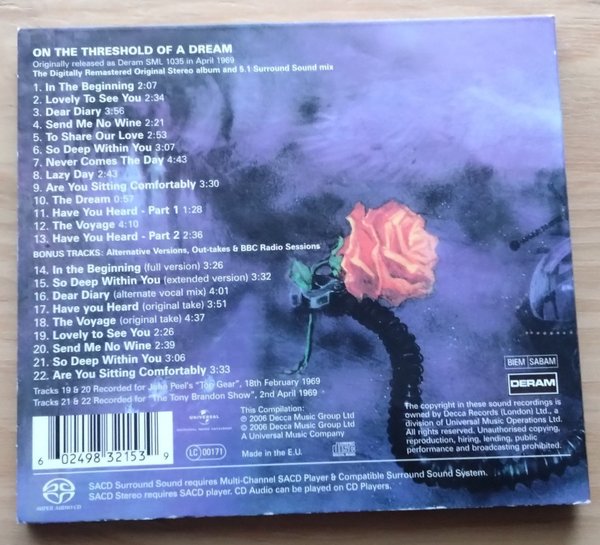 ON THE THRESHOLD OF A DREAM
Originally released as Deram SML 1035 in April 1969
The Digitally Remastered Original Stereo album and 5.1 Surround Sound mix
1. In The Beginning 2:07
2. Lovely To See You 2:34
3. Dear Diary 3:56
4. Send Me No Wine 2:21
5. To Share Our Love 2:53
6. So Deep Within You 3:07
7. Never Comes The Day 4:43
8. Lazy Day 2:43
9. Are You Sitting Comfortably 3:30
10. The Dream 0:57
11. Have You Heard - Part 1 1:28
12. The Voyage 4:10
13. Have You Heard - Part 2 2:36
BONUS TRACKS: Alternative Versions, Out-takes & BBC Radio Sessions
14. In the Beginning (full version) 3:26
15. So Deep Within You (extended version) 3:32
16. Dear Diary (alternate vocal mix) 4:01
17. Have you Heard (original take) 3:51
18. The Voyage (original take) 4:37
19. Lovely to See You 2:26
20. Send Me No Wine 2:39
21. So Deep Within You 3:06
22. Are You Sitting Comfortably 3:33
Tracks 19 & 20 Recorded for John Peel's "Top Gear", 18th February 1969
Tracks 21 & 22 Recorded for "The Tony Brandon Show", 2nd April 1969
BIEM SABAM
DERAM
UNIVERSAL
This Compilation:
℗ 2006 Decca Music Group Ltd
© 2006 Decca Music Group Ltd
A Universal Music Company
The copyright in these sound recordings is
owned by Decca Records (London) Ltd., a
division of Universal Music Operations Ltd.
All rights reserved. Unauthorised copying,
reproduction, hiring, lending, public
performance and broadcasting prohibited.
6 02498 32153 9
LC 00171
Made in the E.U.
SUPER AUDIO CD
SACD Surround Sound requires Multi-Channel SACD Player & Compatible Surround Sound System.
SACD Stereo requires SACD player. CD Audio can be played on CD Players.